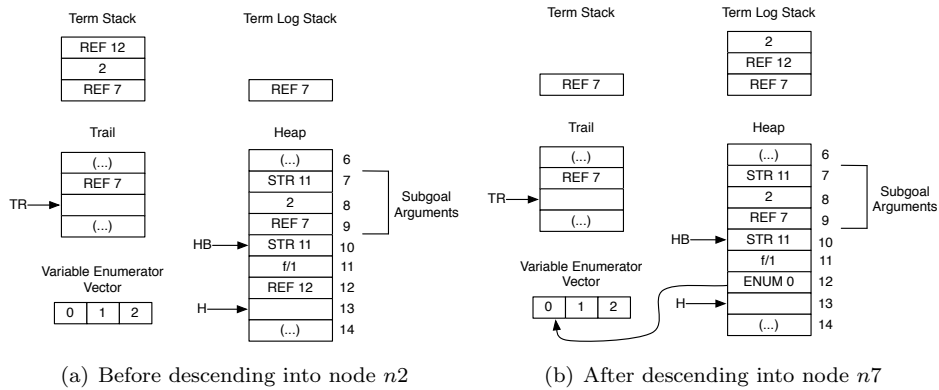 Term Stack
REF 12
2
REF 7
Term Log Stack
REF 7
Trail
(...)
REF 7
TR
(...)
Heap
(...) 6
STR 11 7
2 8
REF 7 9
Subgoal
Arguments
HB STR 11 10
f/1 11
REF 12 12
H 13
(...) 14
Variable Enumerator
Vector
0 1 2
(a) Before descending into node n2
Term Stack
REF 7
Term Log Stack
2
REF 12
REF 7
Trail
(...)
REF 7
TR
(...)
Heap
(...) 6
STR 11 7
2 8
REF 7 9
Subgoal
Arguments
HB STR 11 10
f/1 11
ENUM 0 12
H 13
(...) 14
Variable Enumerator
Vector
0 1 2
(b) After descending into node n7